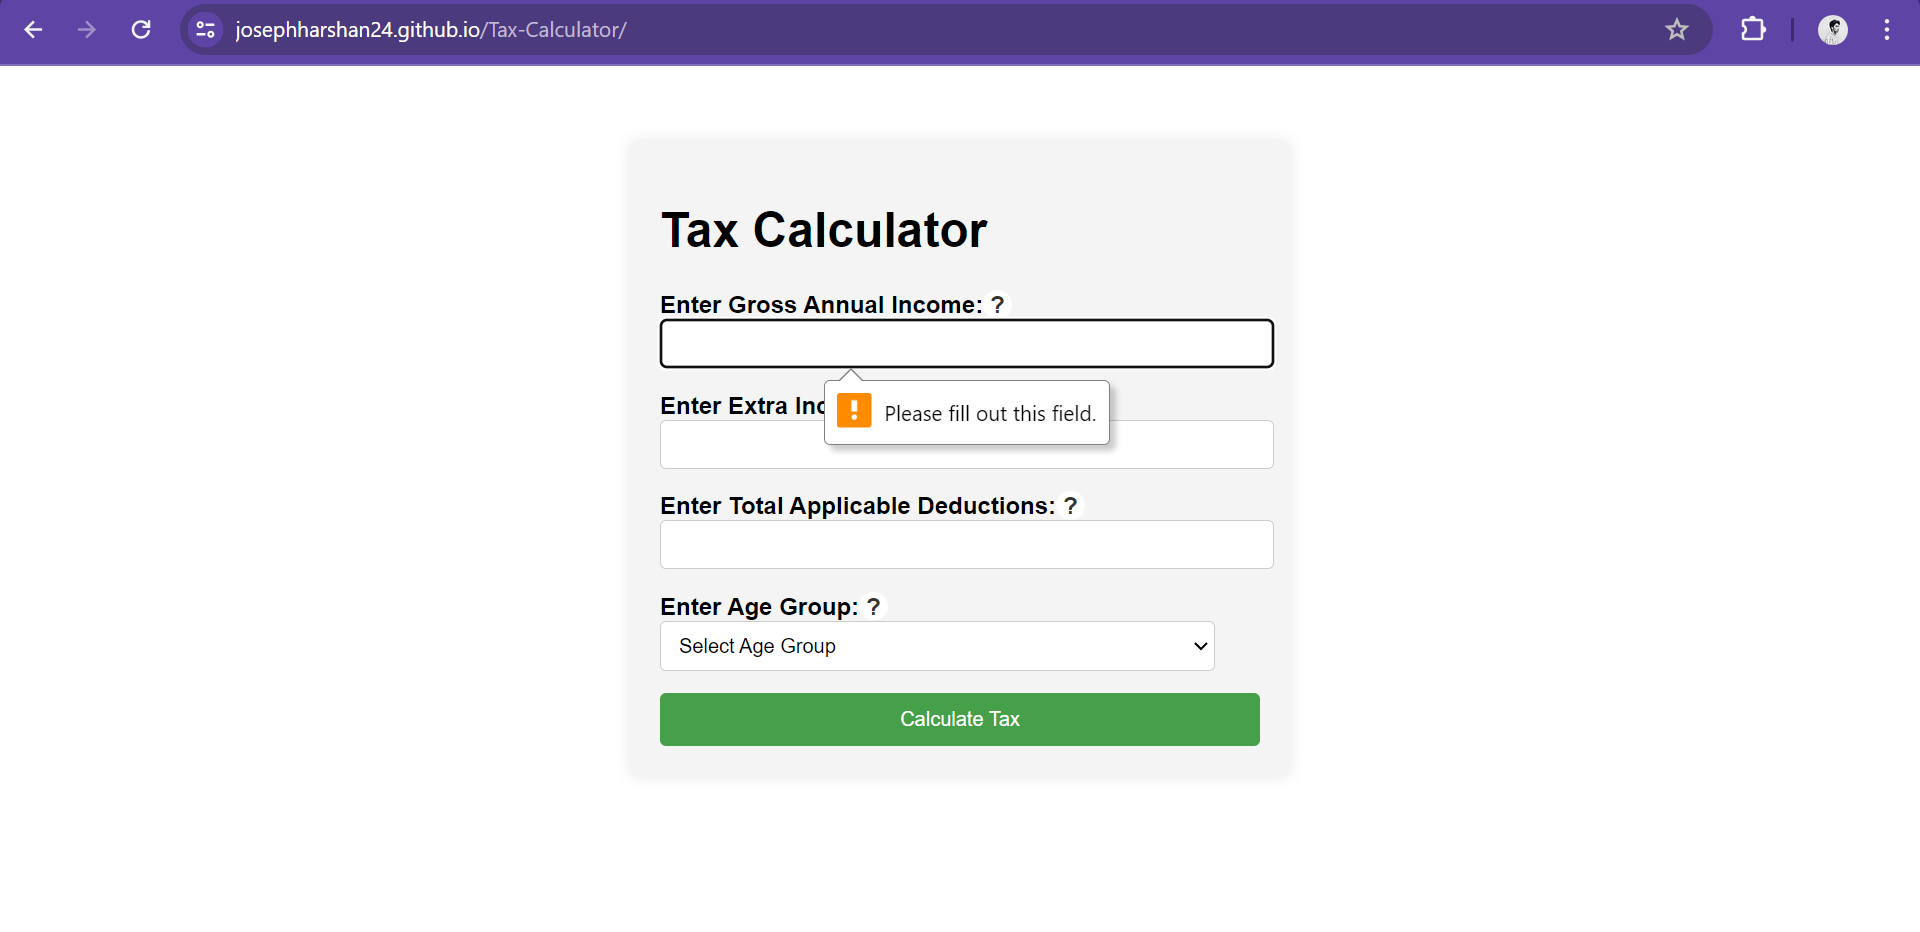 josephharshan24.github.io/Tax-Calculator/
Tax Calculator
Enter Gross Annual Income: ?
Please fill out this field.
Enter Extra
Enter Total Applicable Deductions: ?
Enter Age Group: ?
Select Age Group
Calculate Tax